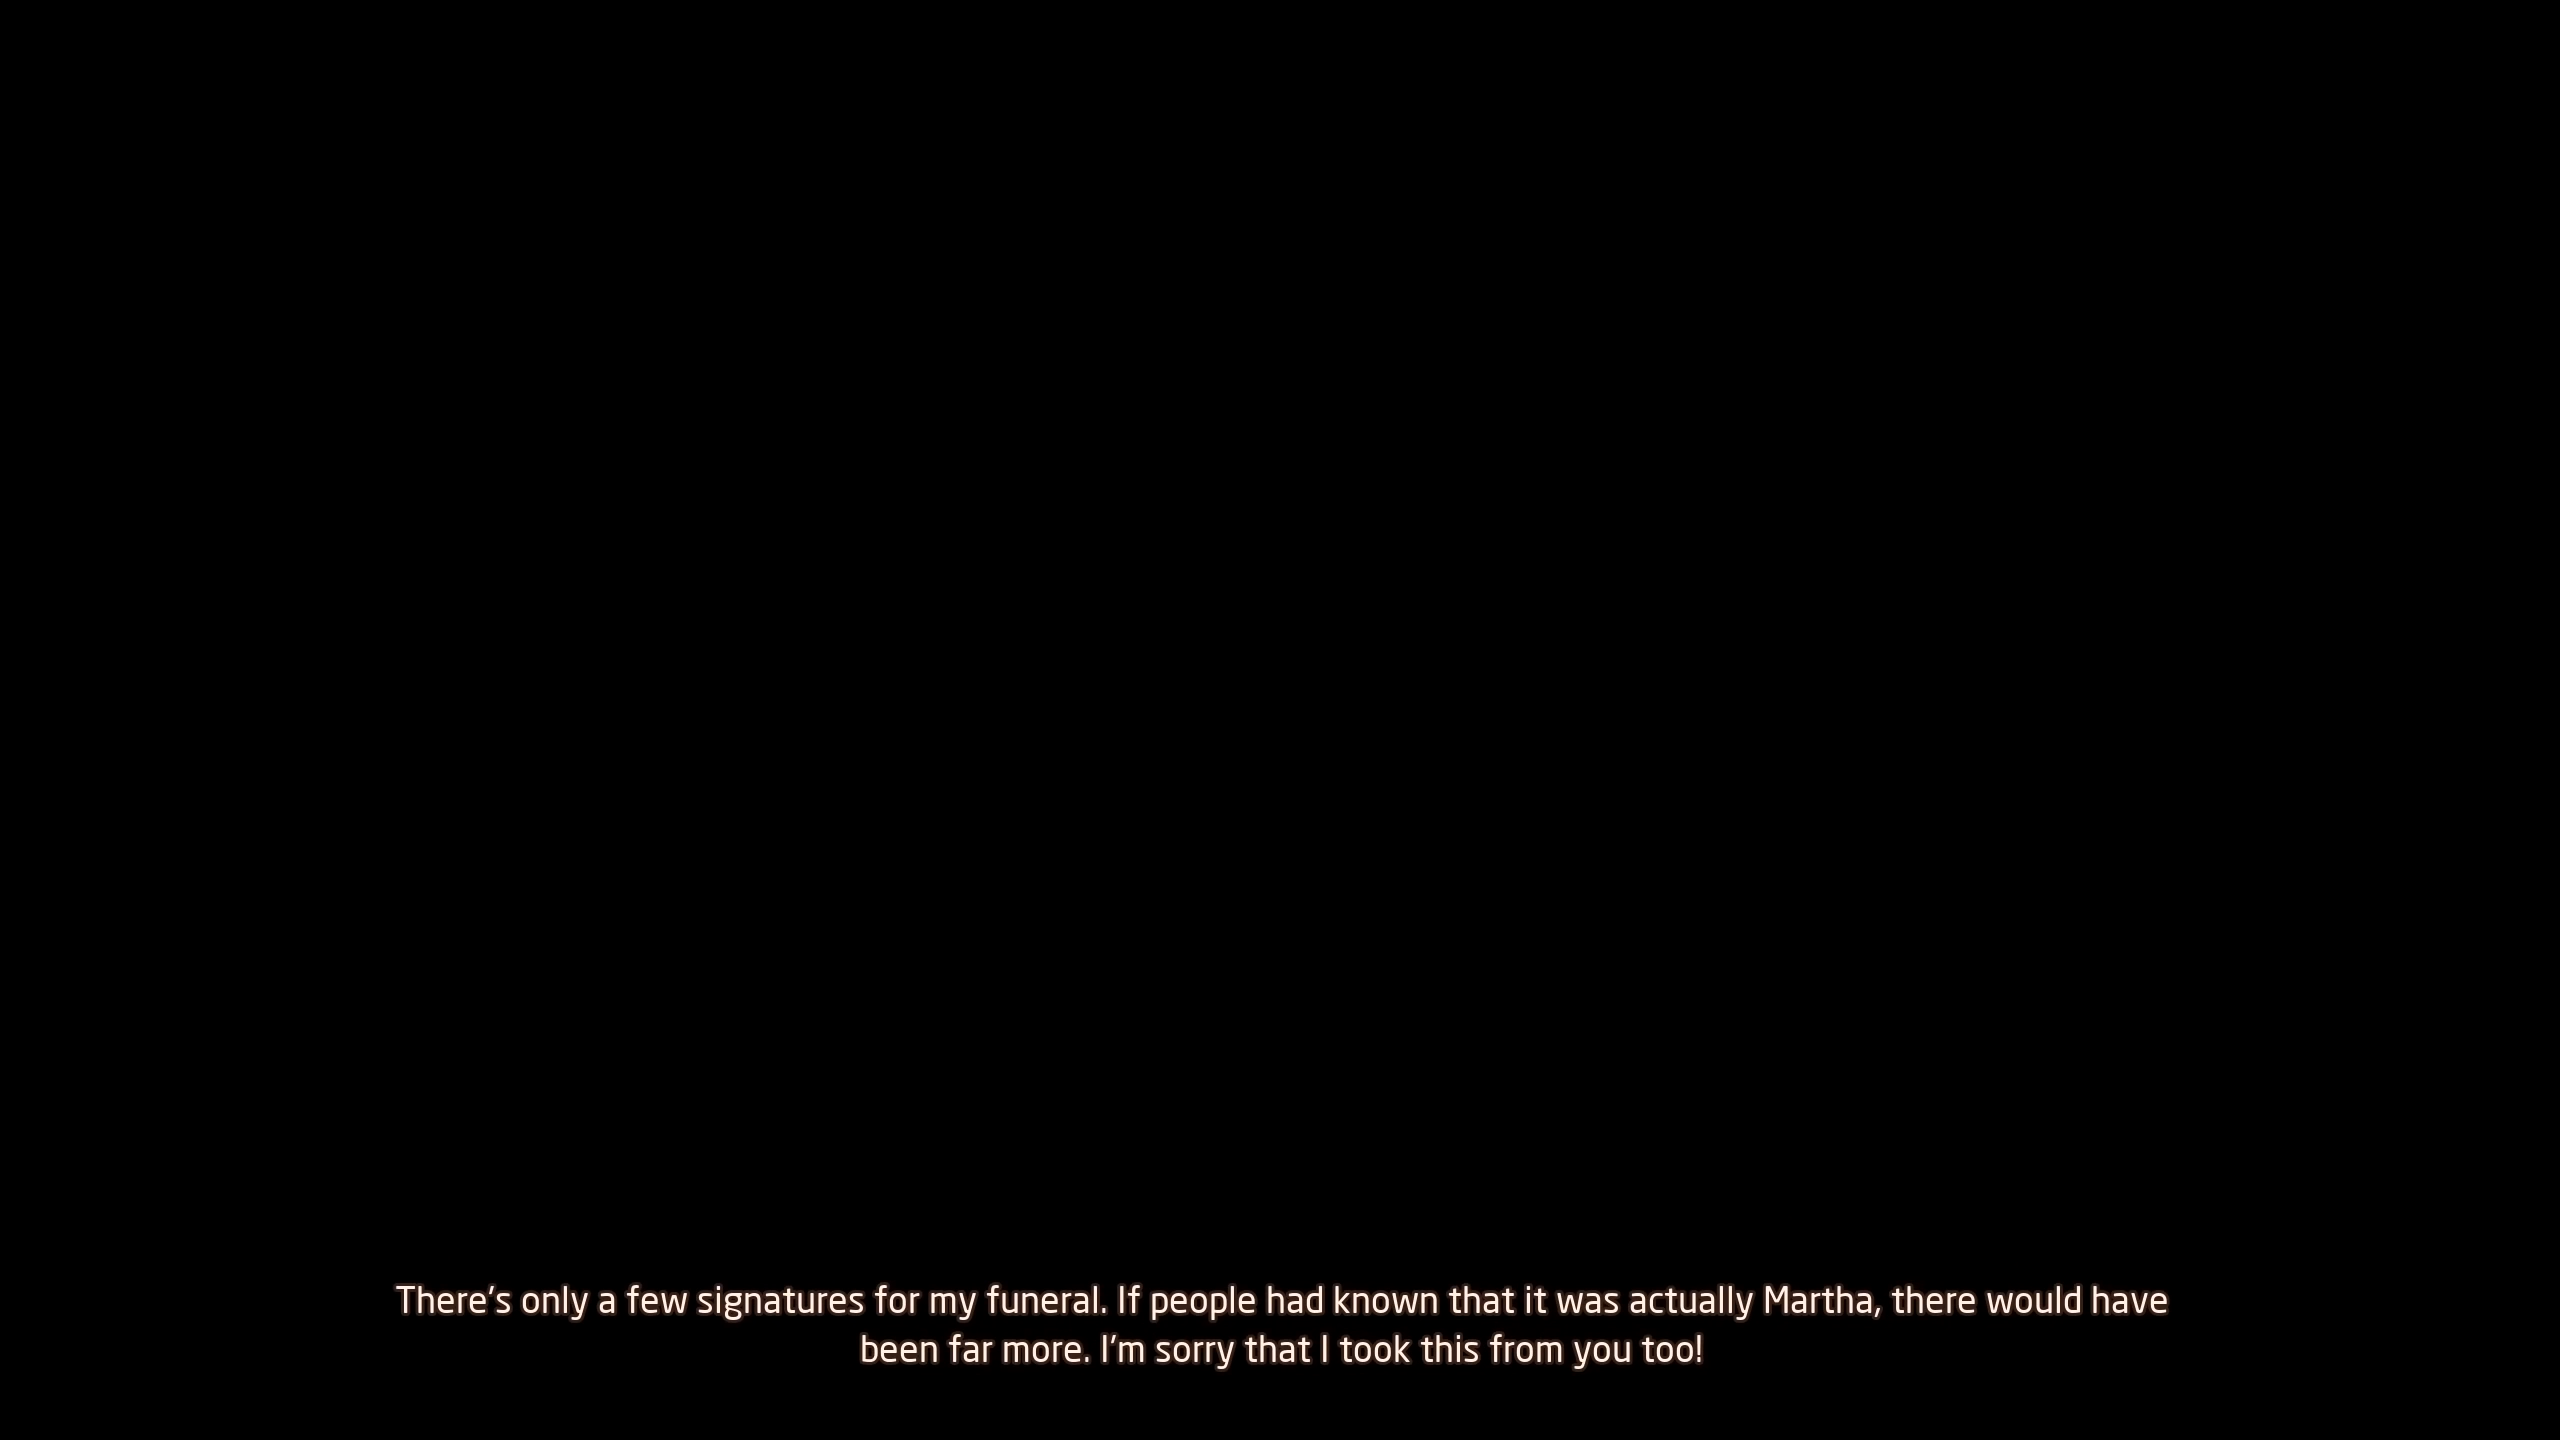 There’s only a few signatures for my funeral. If people had known that it was actually Martha, there would have
been far more. I’m sorry that I took this from you too!